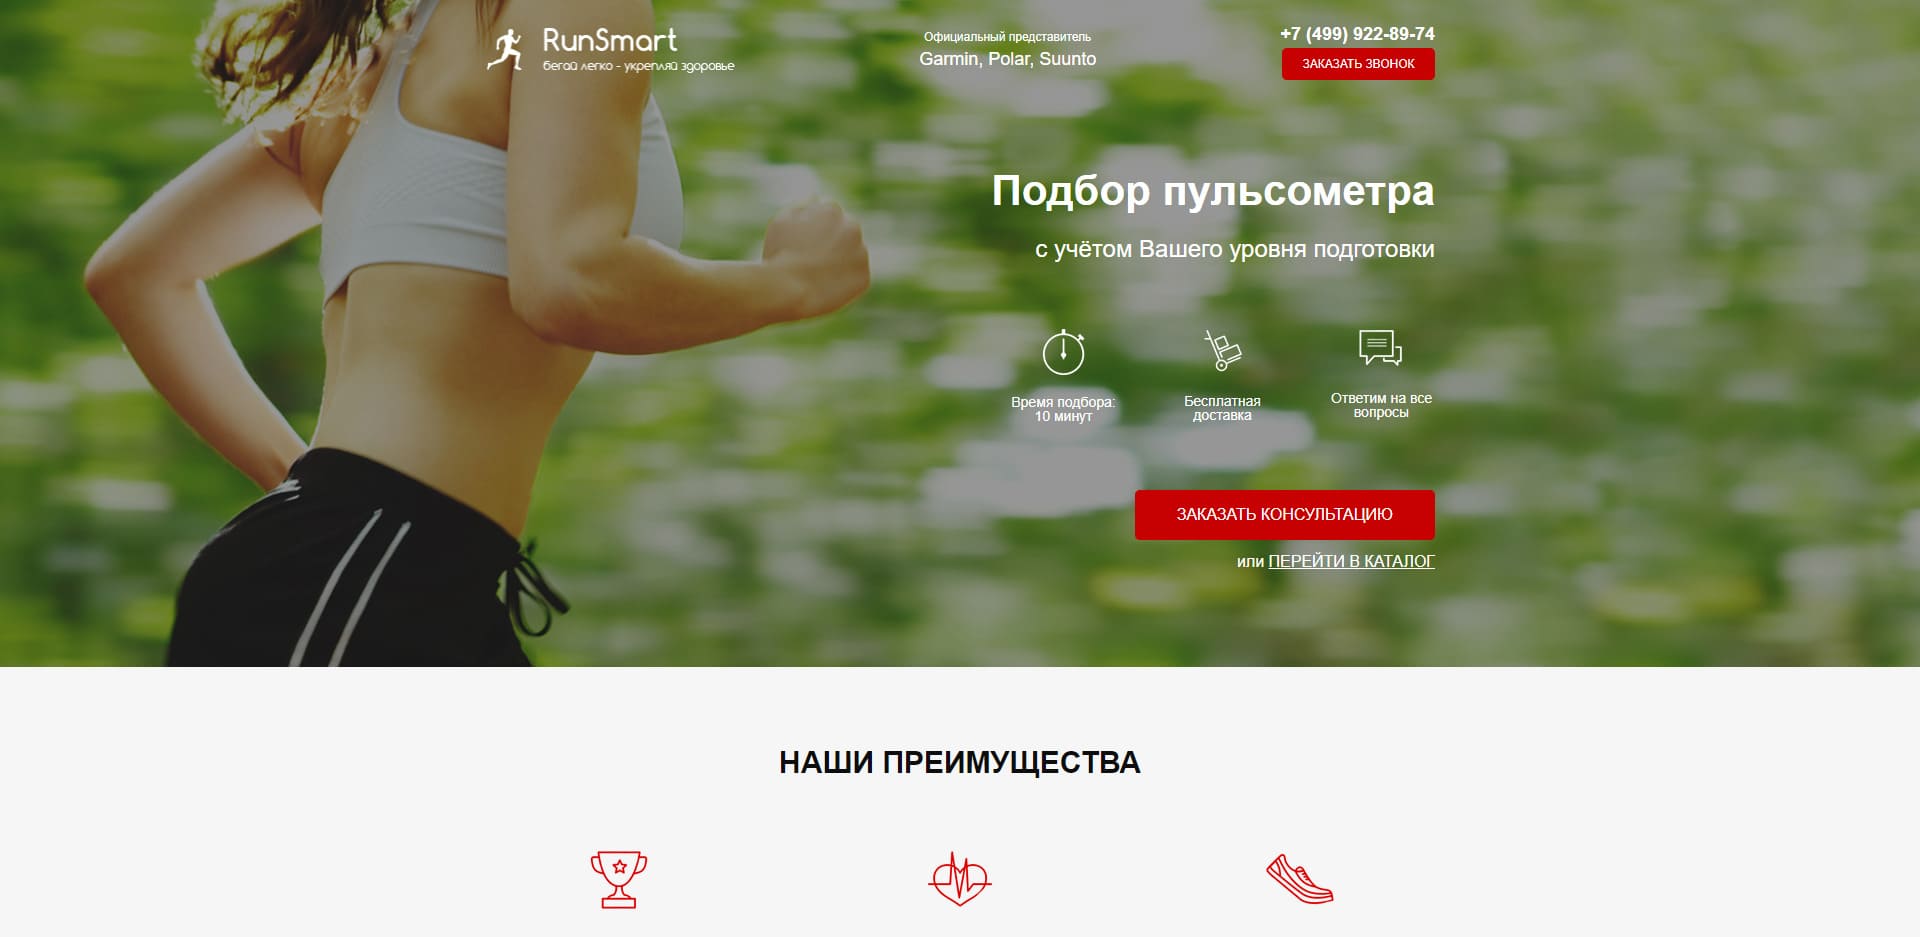 RunSmart
бегай легко - укрепляй здоровье
Официальный представитель
Garmin, Polar, Suunto
+7 (499) 922-89-74
ЗАКАЗАТЬ ЗВОНОК
Подбор пульсометра
с учётом Вашего уровня подготовки
Время подбора:
10 минут
Бесплатная
доставка
Ответим на все
вопросы
ЗАКАЗАТЬ КОНСУЛЬТАЦИЮ
или ПЕРЕЙТИ В КАТАЛОГ
НАШИ ПРЕИМУЩЕСТВА